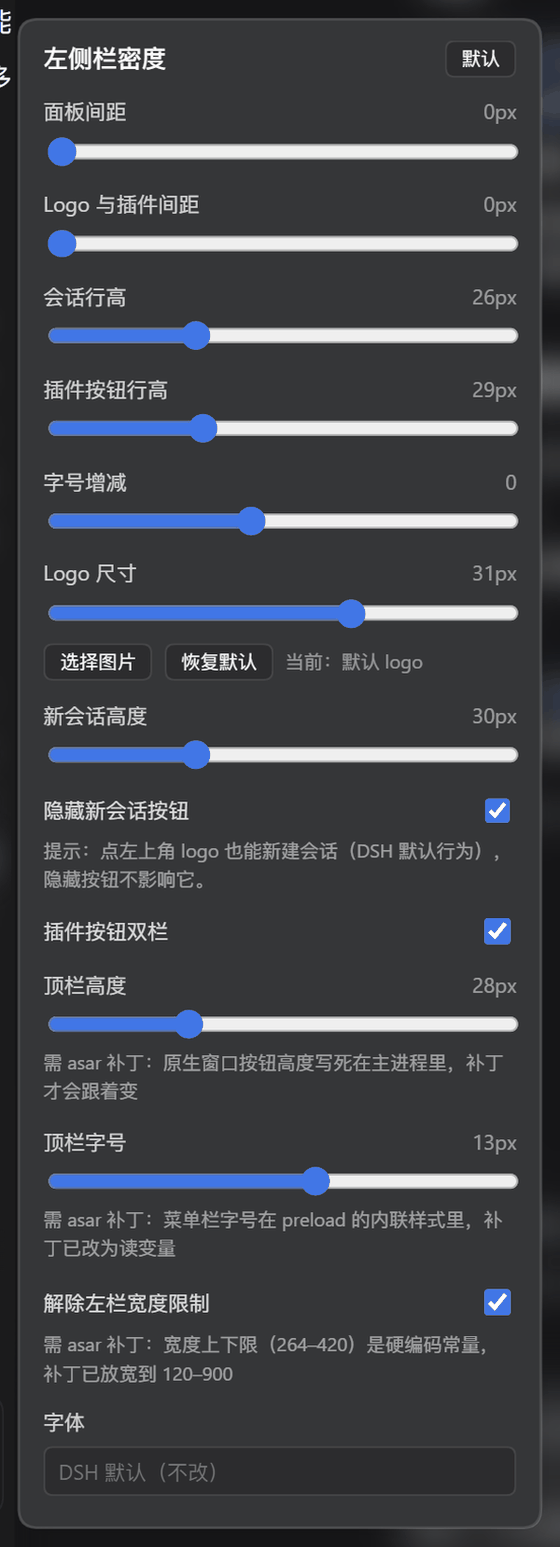 能
多
左侧栏密度 默认
面板间距 0px
Logo 与插件间距 0px
会话行高 26px
插件按钮行高 29px
字号增减 0
Logo 尺寸 31px
选择图片 恢复默认 当前：默认 logo
新会话高度 30px
隐藏新会话按钮
提示：点左上角 logo 也能新建会话（DSH 默认行为），
隐藏按钮不影响它。
插件按钮双栏
顶栏高度 28px
需 asar 补丁：原生窗口按钮高度写死在主进程里，补丁
才会跟着变
顶栏字号 13px
需 asar 补丁：菜单栏字号在 preload 的内联样式里，补
丁已改为读变量
解除左栏宽度限制
需 asar 补丁：宽度上下限（264–420）是硬编码常量，
补丁已放宽到 120–900
字体
DSH 默认（不改）